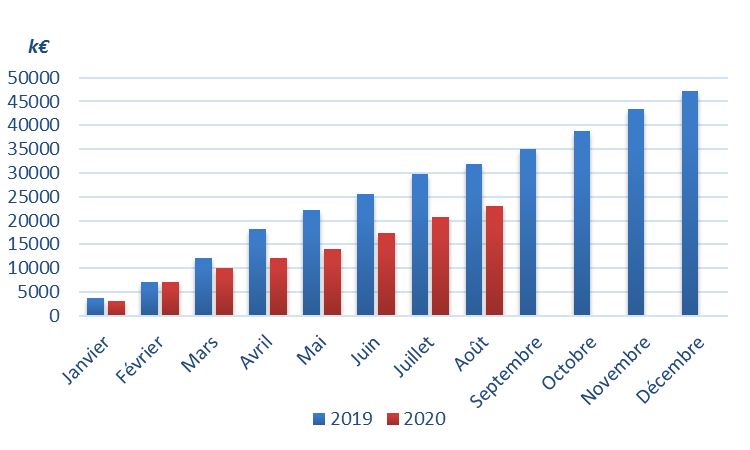 k€
50000
45000
40000
35000
30000
25000
20000
15000
10000
5000
0
Janvier
Février
Mars
Avril
Mai
Juin
Juillet
Août
Septembre
Octobre
Novembre
Décembre
2019 2020